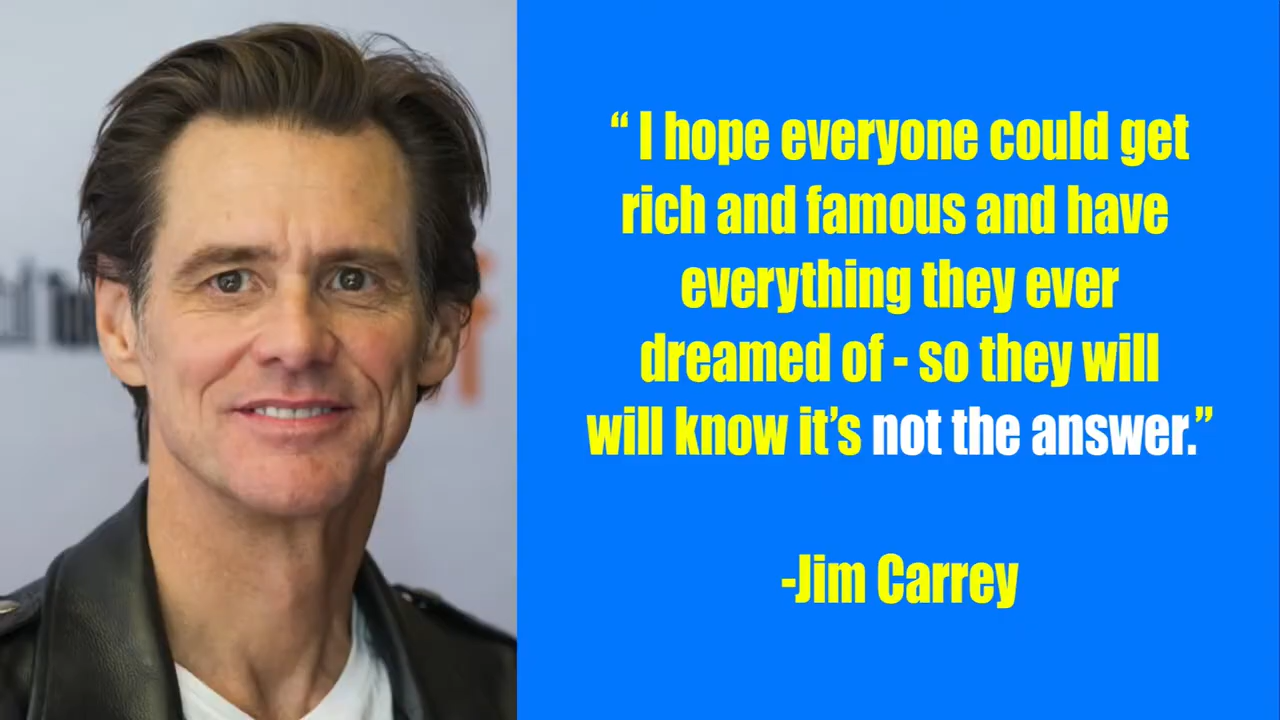 “ I hope everyone could get
rich and famous and have
everything they ever
dreamed of - so they will
will know it’s not the answer.”
-Jim Carrey